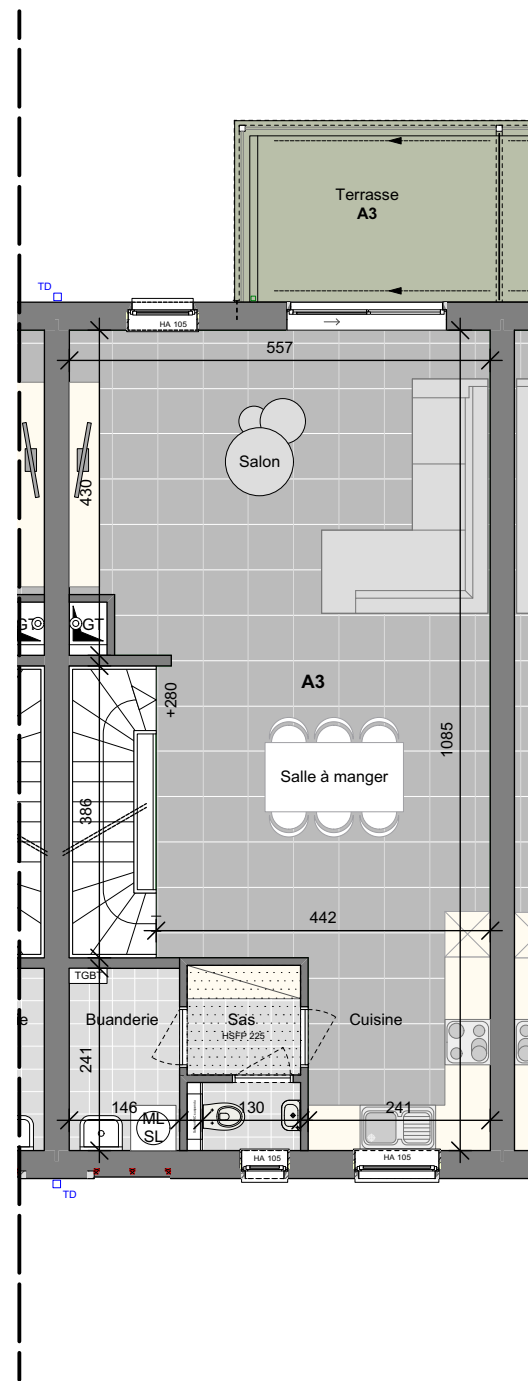 Terrasse
A3
TD
HA 105
557
Salon
430
GT
GT
A3
+280
1085
Salle à manger
386
442
TGBT
Buanderie
Sas
HSFP 225
Cuisine
241
146
ML
SL
130
241
HA 105
HA 105
TD